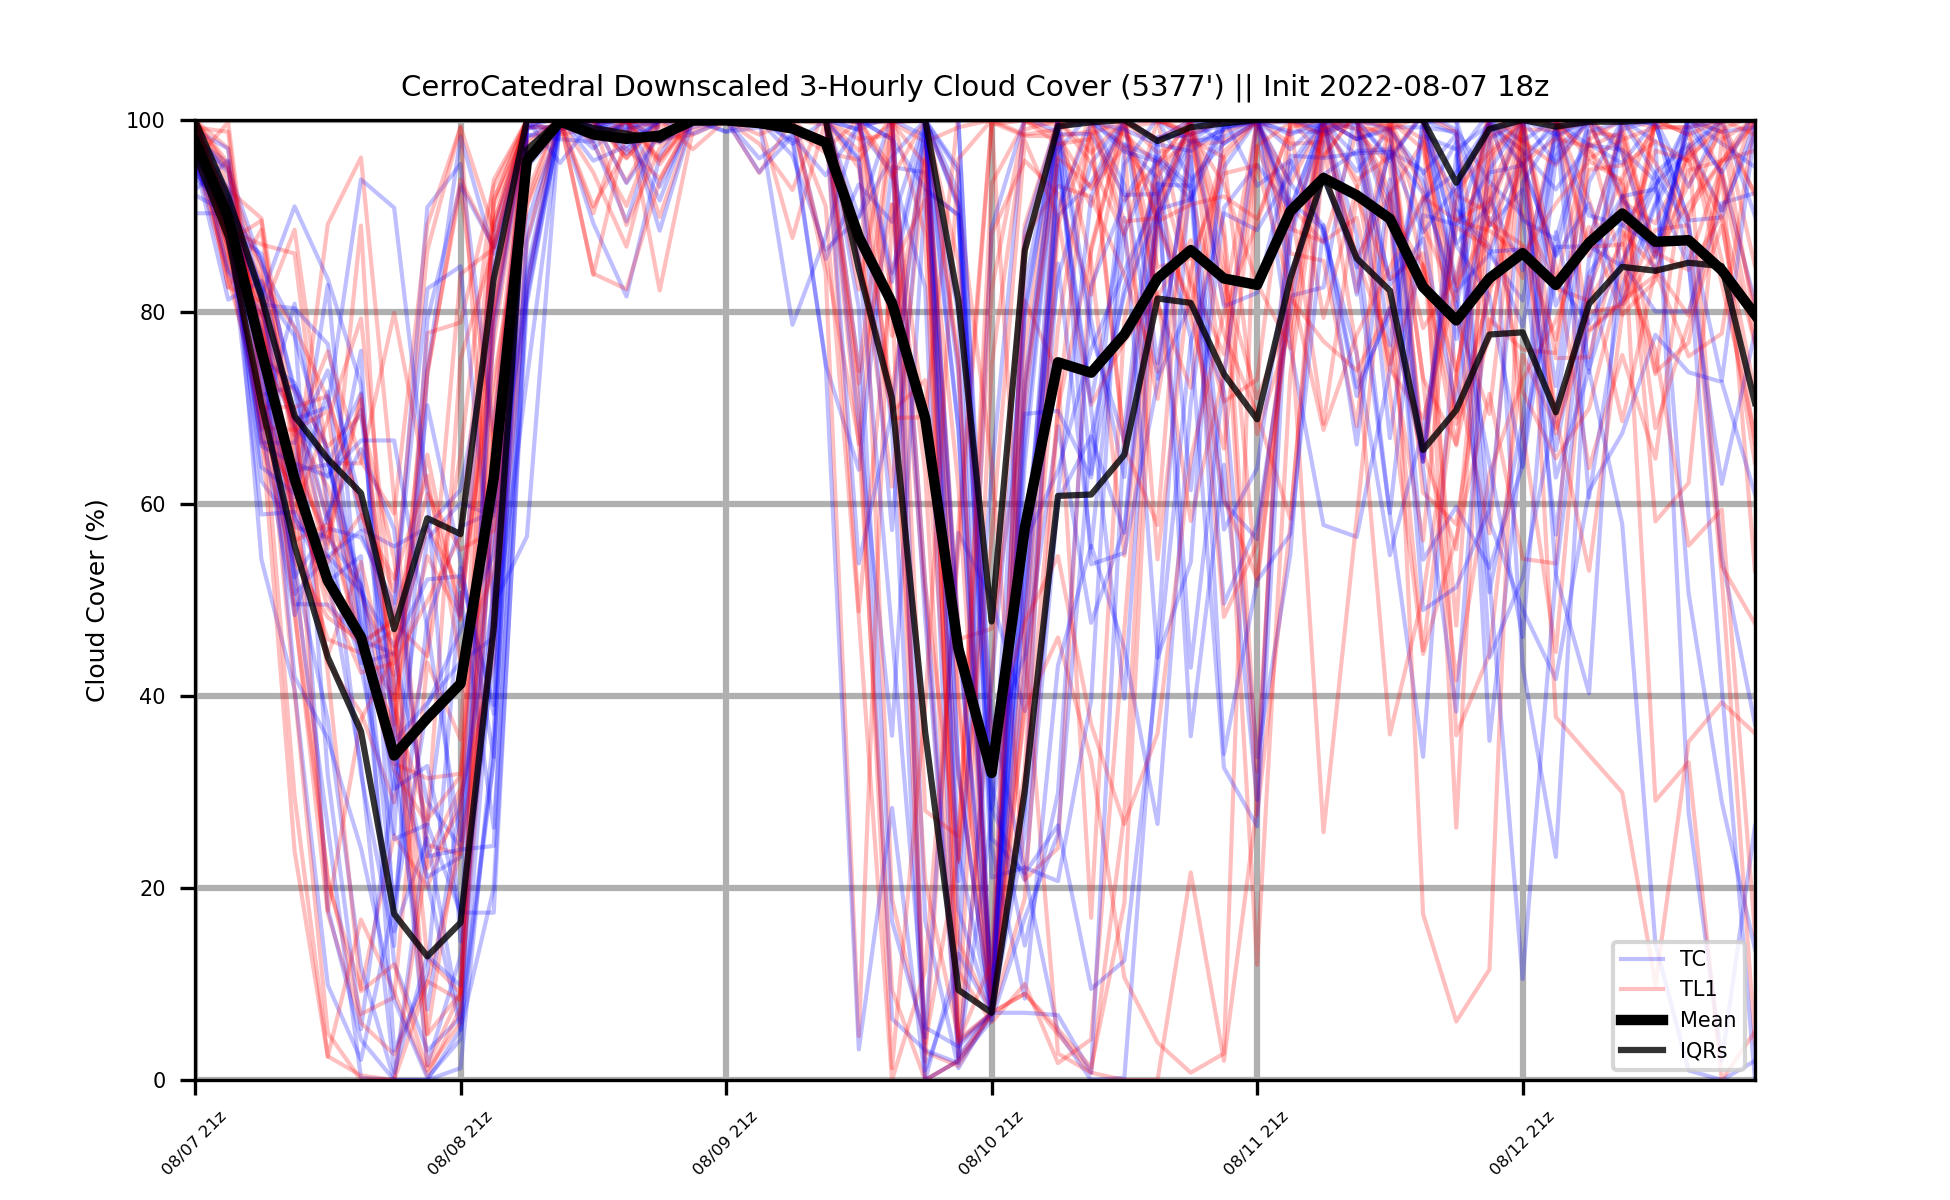 CerroCatedral Downscaled 3-Hourly Cloud Cover (5377') || Init 2022-08-07 18z
Cloud Cover (%)
100
80
60
40
20
0
TC
TL1
Mean
IQRs
08/07 21z
08/08 21z
08/09 21z
08/10 21z
08/11 21z
08/12 21z